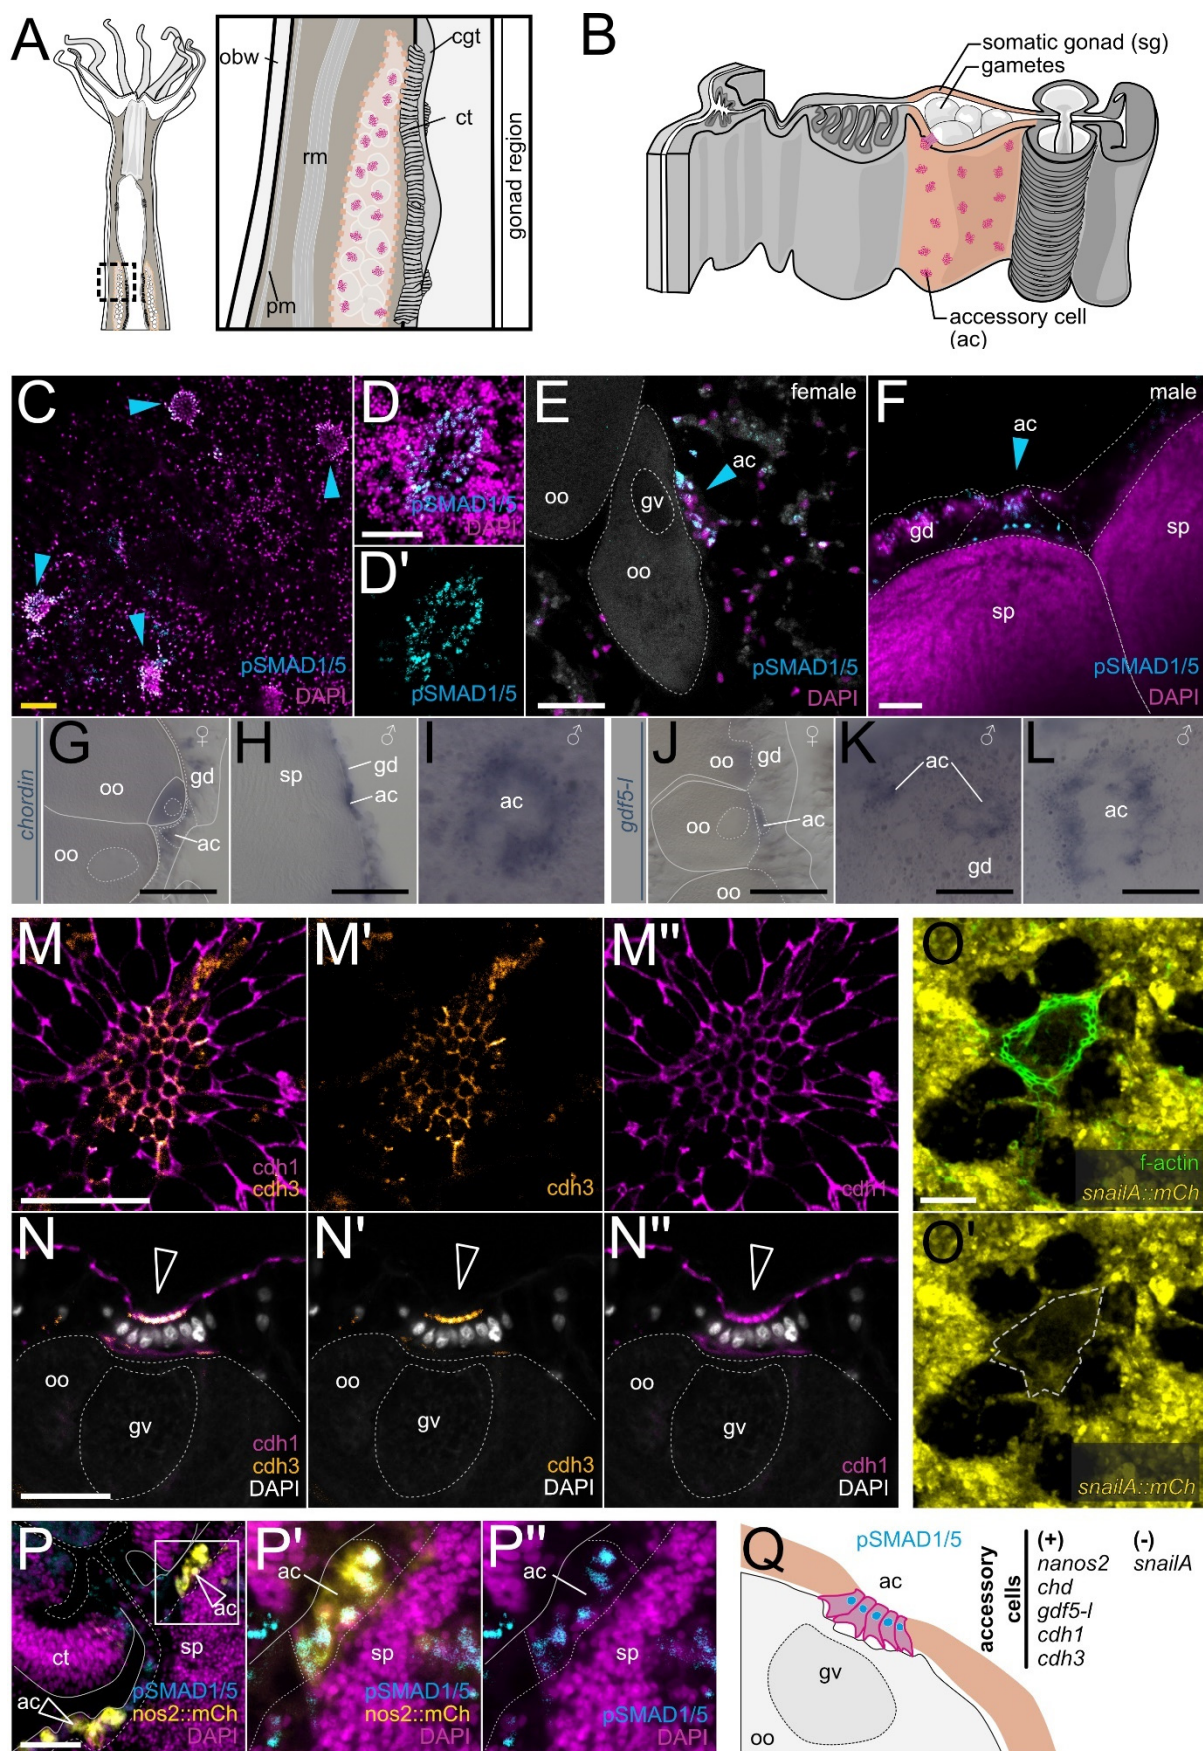 A
obw
rm
pm
cgt
ct
gonad region
B
somatic gonad (sg)
gametes
accessory cell
(ac)
C
pSMAD1/5
DAPI
D
pSMAD1/5
DAPI
D'
pSMAD1/5
E
female
oo
gv
oo
ac
pSMAD1/5
DAPI
F
male
ac
gd
sp
sp
pSMAD1/5
DAPI
chordin
G
♀
oo
gd
oo
ac
H
♂
sp
gd
ac
I
♂
ac
gdf5-l
J
♀
oo
gd
oo
ac
oo
K
♂
ac
gd
L
♂
ac
M
cdh1
cdh3
M'
cdh3
M"
cdh1
N
oo
gv
cdh1
cdh3
DAPI
N'
oo
gv
cdh3
DAPI
N"
oo
gv
cdh1
DAPI
O
f-actin
snailA::mCh
O'
snailA::mCh
P
ac
ct
sp
ac
pSMAD1/5
nos2::mCh
DAPI
P'
ac
sp
pSMAD1/5
nos2::mCh
DAPI
P"
ac
sp
pSMAD1/5
DAPI
Q
pSMAD1/5
ac
gv
oo
accessory
cells
(+)
nanos2
chd
gdf5-l
cdh1
cdh3
(-)
snailA